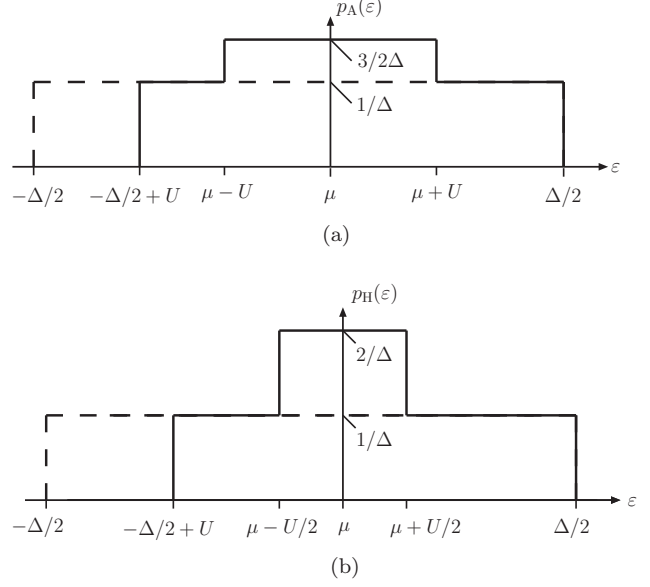 p_A(ε)
3/2Δ
1/Δ
ε
−Δ/2 −Δ/2 + U μ − U μ μ + U Δ/2
(a)
p_H(ε)
2/Δ
1/Δ
ε
−Δ/2 −Δ/2 + U μ − U/2 μ μ + U/2 Δ/2
(b)